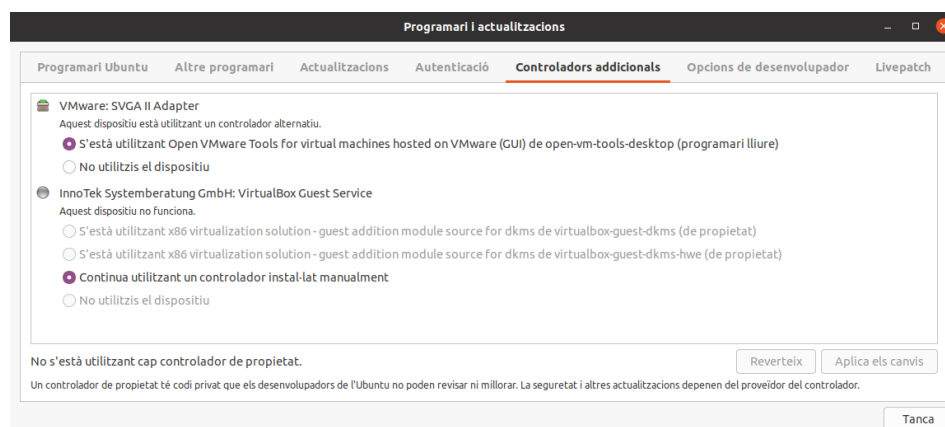 Programari i actualitzacions
Programari Ubuntu Altre programari Actualitzacions Autenticació Controladors addicionals Opcions de desenvolupador Livepatch
VMware: SVGA II Adapter
Aquest dispositiu està utilitzant un controlador alternatiu.
S'està utilitzant Open VMware Tools for virtual machines hosted on VMware (GUI) de open-vm-tools-desktop (programari lliure)
No utilitzis el dispositiu
InnoTek Systemberatung GmbH: VirtualBox Guest Service
Aquest dispositiu no funciona.
S'està utilitzant x86 virtualization solution - guest addition module source for dkms de virtualbox-guest-dkms (de propietat)
S'està utilitzant x86 virtualization solution - guest addition module source for dkms de virtualbox-guest-dkms-hwe (de propietat)
Continua utilitzant un controlador instal·lat manualment
No utilitzis el dispositiu
No s'està utilitzant cap controlador de propietat.
Reverteix Aplica els canvis
Un controlador de propietat té codi privat que els desenvolupadors de l'Ubuntu no poden revisar ni millorar. La seguretat i altres actualitzacions depenen del proveïdor del controlador.
Tanca